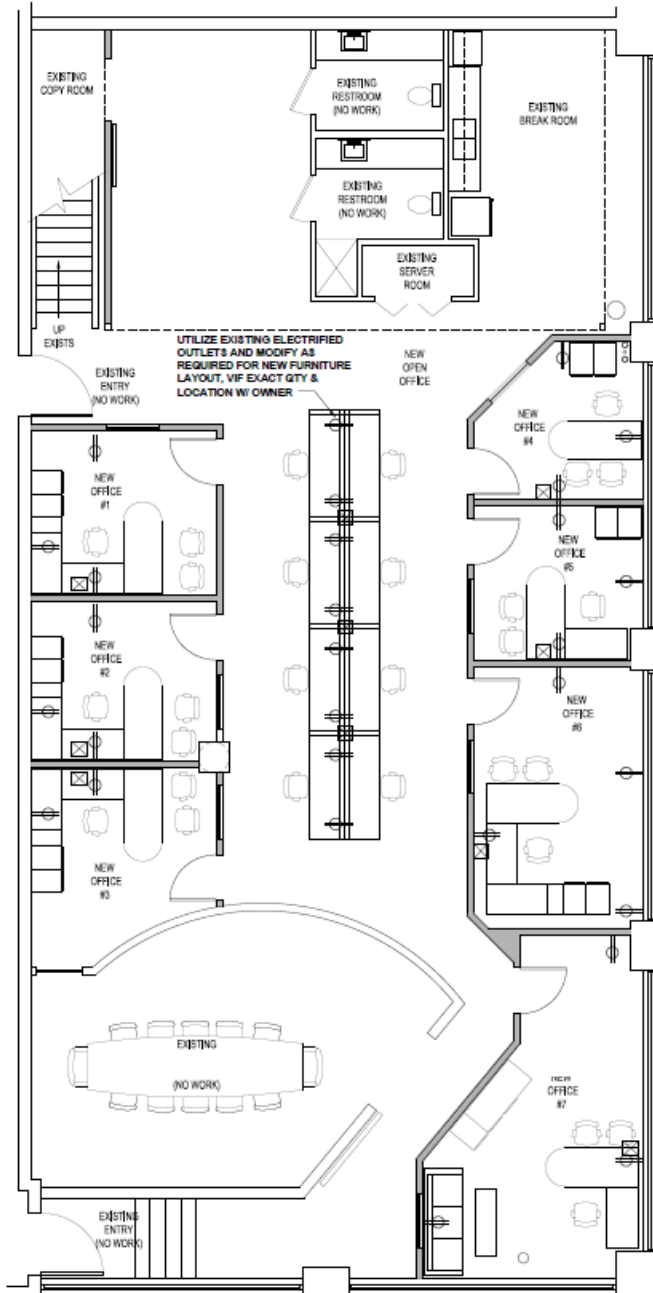 EXISTING
COPY ROOM
EXISTING
RESTROOM
(NO WORK)
EXISTING
BREAK ROOM
EXISTING
RESTROOM
(NO WORK)
EXISTING
SERVER
ROOM
UP
EXISTS
EXISTING
ENTRY
(NO WORK)
UTILIZE EXISTING ELECTRIFIED
OUTLETS AND MODIFY AS
REQUIRED FOR NEW FURNITURE
LAYOUT, VIF EXACT QTY &
LOCATION W/ OWNER
NEW
OPEN
OFFICE
NEW
OFFICE
#4
NEW
OFFICE
#1
NEW
OFFICE
#5
NEW
OFFICE
#2
NEW
OFFICE
#6
NEW
OFFICE
#3
EXISTING
(NO WORK)
NEW
OFFICE
#7
EXISTING
ENTRY
(NO WORK)